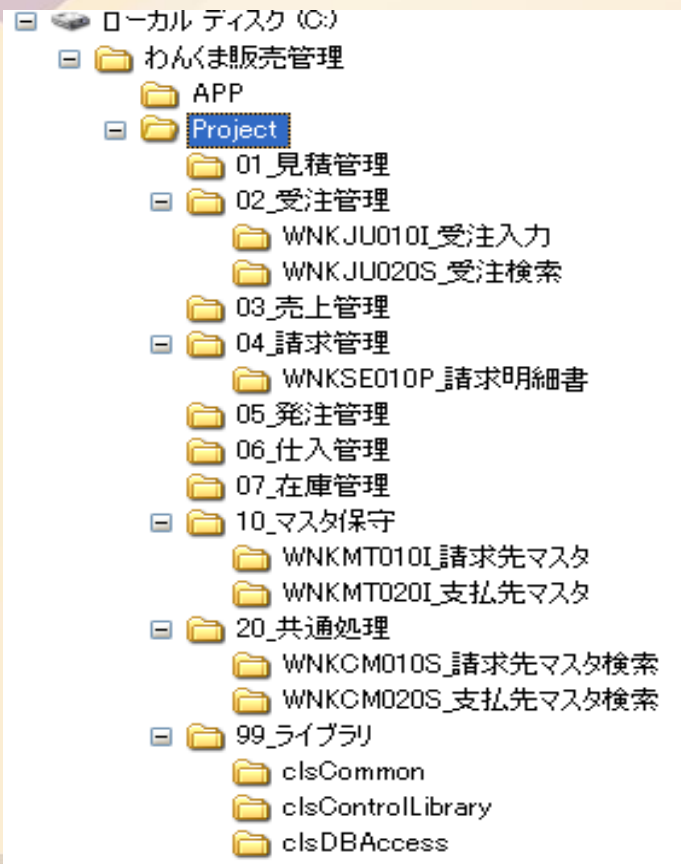 ローカル ディスク (C:)
わんくま販売管理
APP
Project
01_見積管理
02_受注管理
WNKJU010I_受注入力
WNKJU020S_受注検索
03_売上管理
04_請求管理
WNKSE010P_請求明細書
05_発注管理
06_仕入管理
07_在庫管理
10_マスタ保守
WNKMT010I_請求先マスタ
WNKMT020I_支払先マスタ
20_共通処理
WNKCM010S_請求先マスタ検索
WNKCM020S_支払先マスタ検索
99_ライブラリ
clsCommon
clsControlLibrary
clsDBAccess